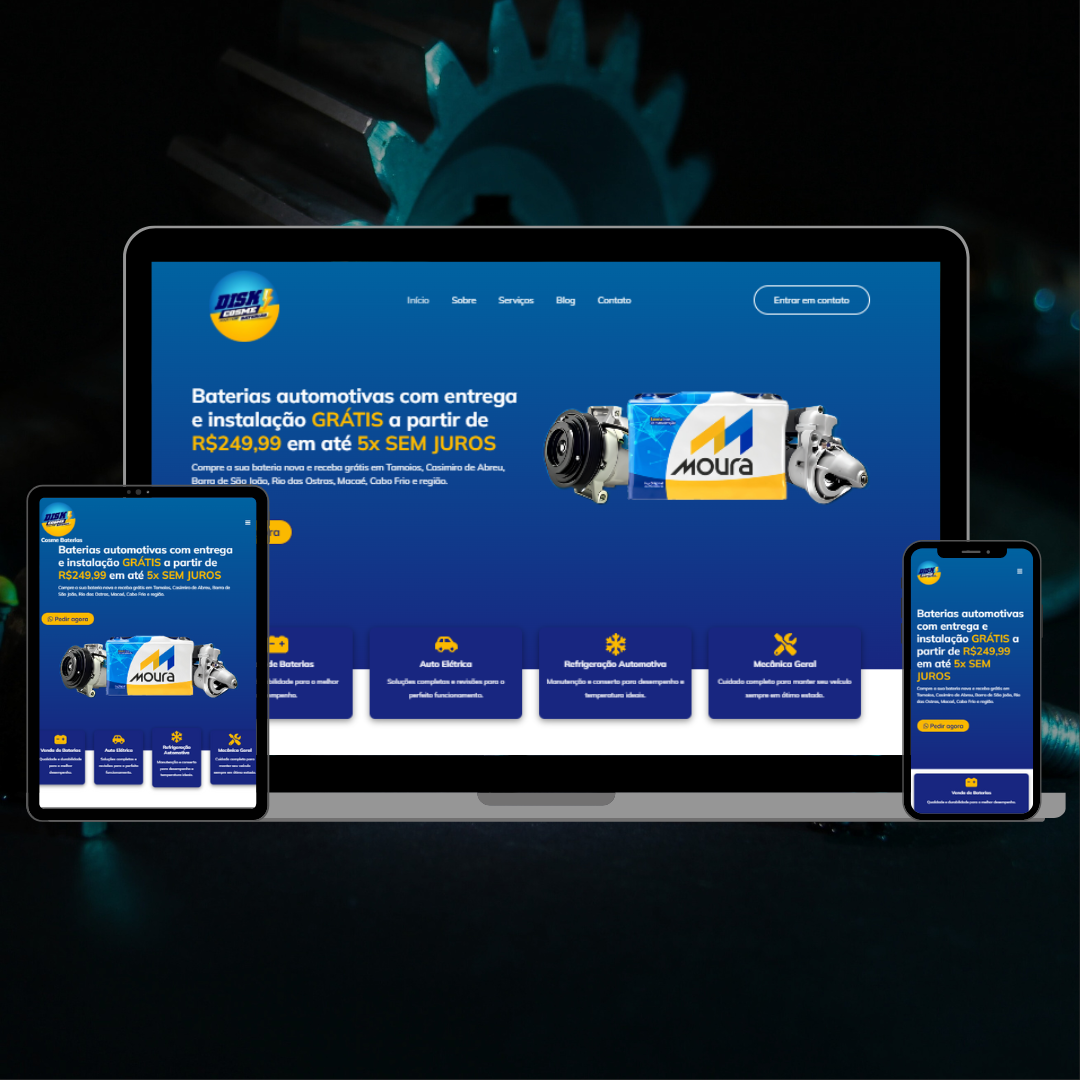 DISK
COSME
Início
Sobre
Serviços
Blog
Contato
Entrar em contato
Baterias automotivas com entrega
e instalação GRÁTIS a partir de
R$249,99 em até 5x SEM JUROS
Compre a sua bateria nova e receba grátis em Tamoios, Casimiro de Abreu,
Barra de São João, Rio das Ostras, Macaé, Cabo Frio e região.
MOURA
ra
de Baterias
bilidade para o melhor
empenho.
Auto Elétrica
Soluções completas e revisões para o
perfeito funcionamento.
Refrigeração Automotiva
Manutenção e conserto para desempenho e
temperatura ideais.
Mecânica Geral
Cuidado completo para manter seu veículo
sempre em ótimo estado.
DISK
COSME
Cosme Baterias
Baterias automotivas com entrega
e instalação GRÁTIS a partir de
R$249,99 em até 5x SEM JUROS
Compre a sua bateria nova e receba grátis em Tamoios, Casimiro de Abreu, Barra de
São João, Rio das Ostras, Macaé, Cabo Frio e região.
Pedir agora
MOURA
Venda de Baterias
Qualidade e durabilidade
para o melhor
desempenho.
Auto Elétrica
Soluções completas e
revisões para o perfeito
funcionamento.
Refrigeração
Automotiva
Manutenção e conserto
para desempenho e
temperatura ideais.
Mecânica Geral
Cuidado completo para
manter seu veículo
sempre em ótimo estado.
DISK
Baterias automotivas
com entrega e
instalação GRÁTIS a
partir de R$249,99
em até 5x SEM
JUROS
Compre a sua bateria nova e receba grátis em
Tamoios, Casimiro de Abreu, Barra de São João, Rio
das Ostras, Macaé, Cabo Frio e região.
Pedir agora
Venda de Baterias
Qualidade e durabilidade para o melhor desempenho.